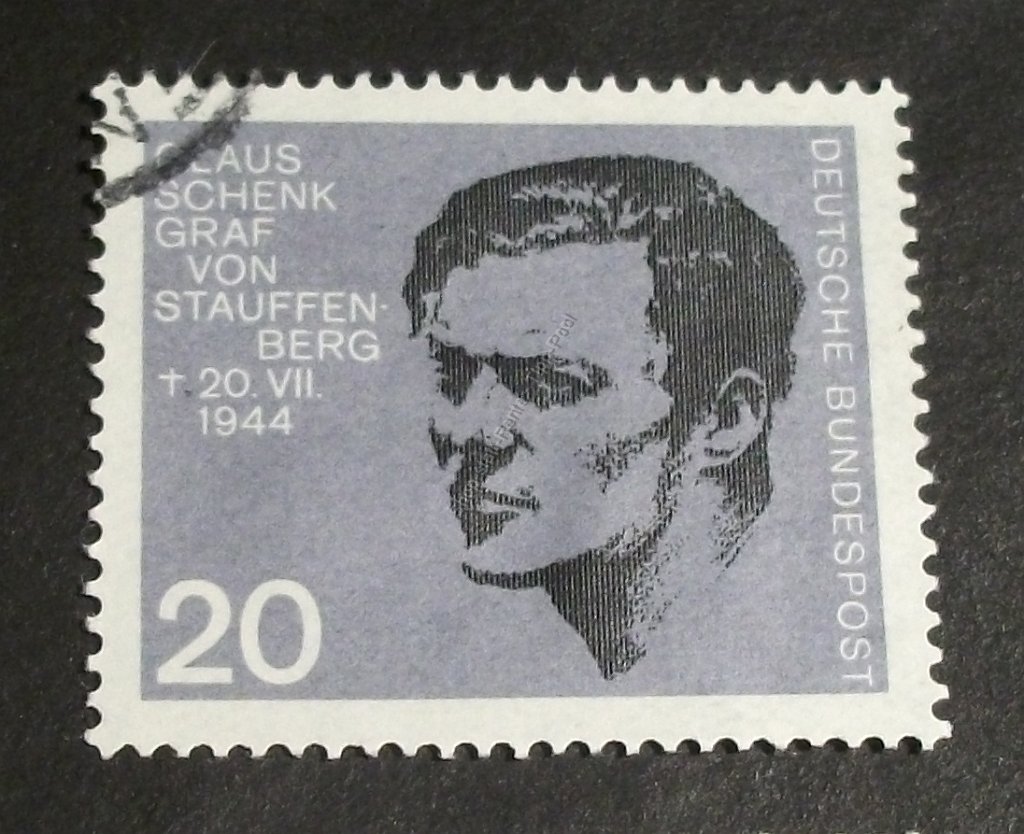 CLAUS
SCHENK
GRAF
VON
STAUFFEN-
BERG
† 20. VII.
1944
20
DEUTSCHE BUNDESPOST